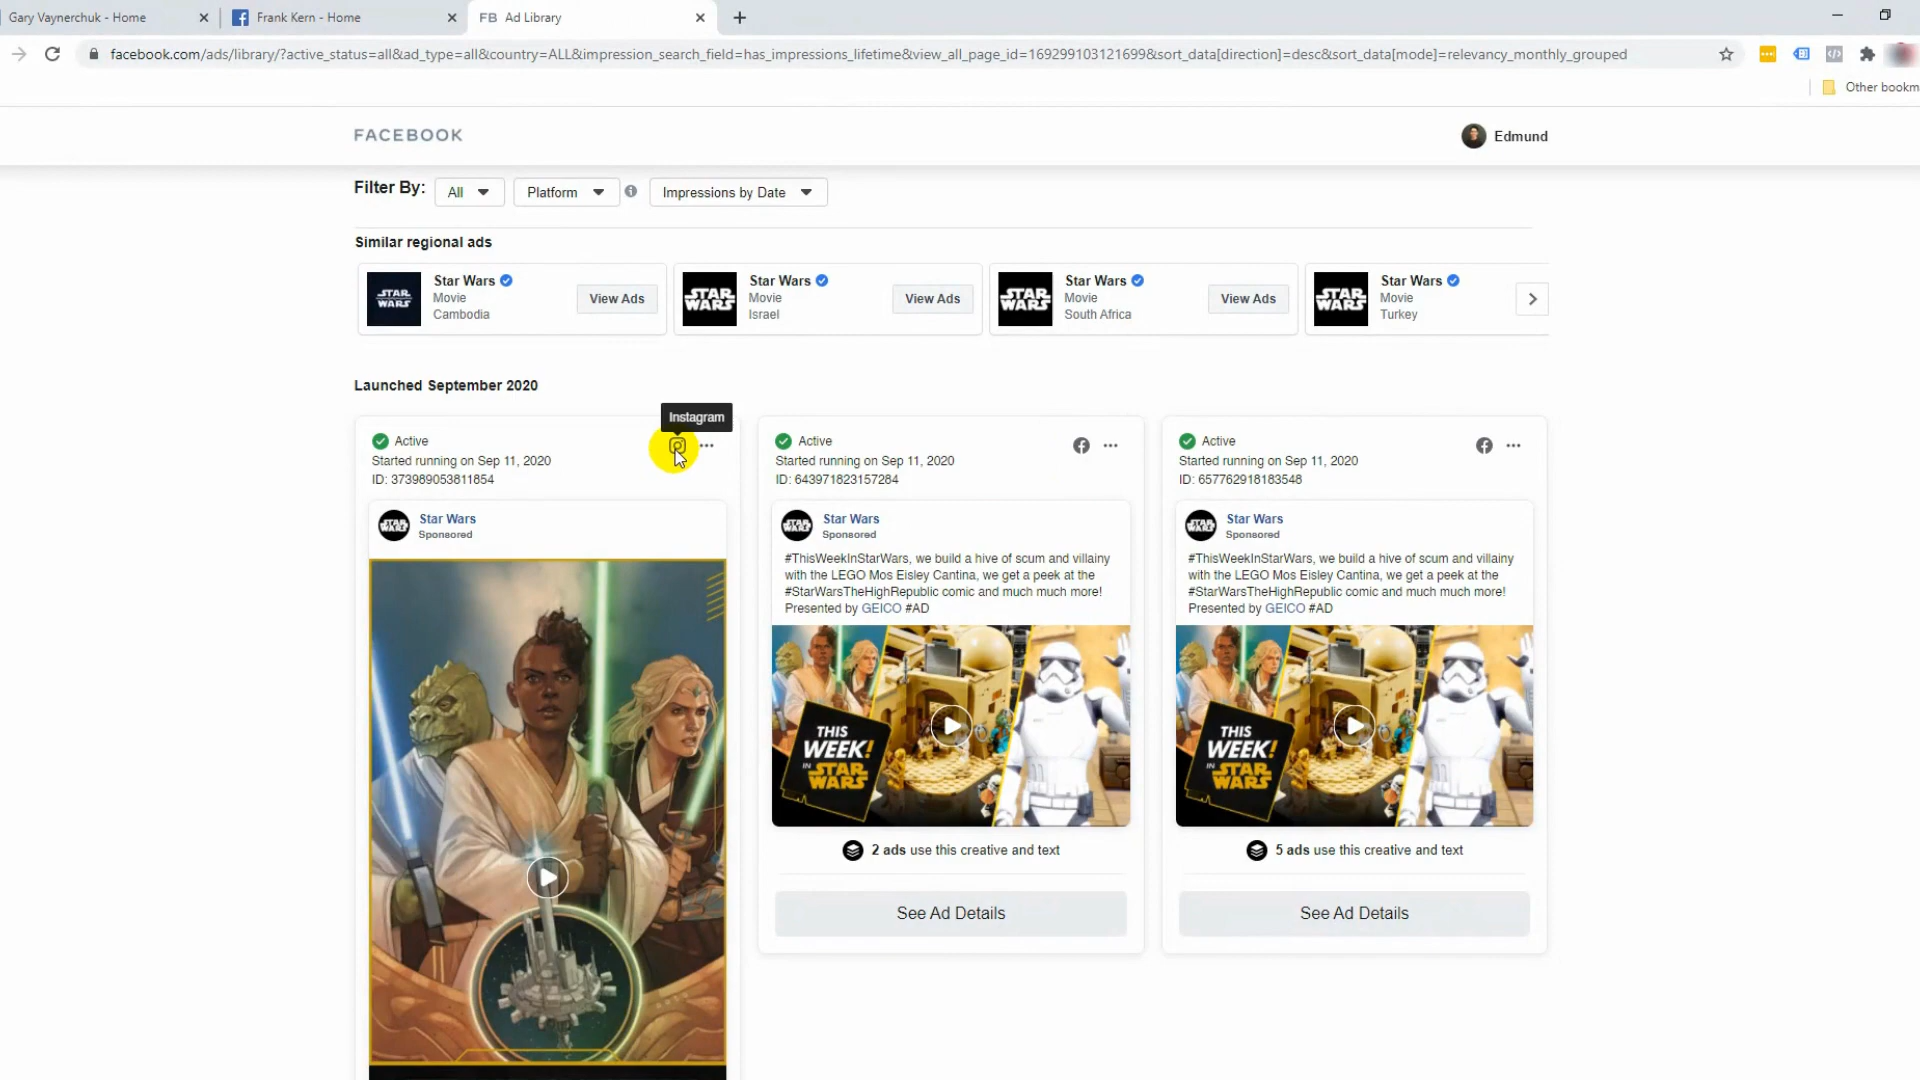 Gary Vaynerchuk - Home
Frank Kern - Home
FB Ad Library
facebook.com/ads/library/?active_status=all&ad_type=all&country=ALL&impression_search_field=has_impressions_lifetime&view_all_page_id=169299103121699&sort_data[direction]=desc&sort_data[mode]=relevancy_monthly_grouped
Other bookm
FACEBOOK
Edmund
Filter By:
All
Platform
Impressions by Date
Similar regional ads
STAR WARS
Star Wars
Movie
Cambodia
View Ads
STAR WARS
Star Wars
Movie
Israel
View Ads
STAR WARS
Star Wars
Movie
South Africa
View Ads
STAR WARS
Star Wars
Movie
Turkey
Launched September 2020
Instagram
Active
Started running on Sep 11, 2020
ID: 373989053811854
Star Wars
Sponsored
Active
Started running on Sep 11, 2020
ID: 643971823157284
Star Wars
Sponsored
#ThisWeekInStarWars, we build a hive of scum and villainy
with the LEGO Mos Eisley Cantina, we get a peek at the
#StarWarsTheHighRepublic comic and much much more!
Presented by GEICO #AD
THIS
WEEK!
IN STAR
WARS
2 ads use this creative and text
See Ad Details
Active
Started running on Sep 11, 2020
ID: 657762918183548
Star Wars
Sponsored
#ThisWeekInStarWars, we build a hive of scum and villainy
with the LEGO Mos Eisley Cantina, we get a peek at the
#StarWarsTheHighRepublic comic and much much more!
Presented by GEICO #AD
THIS
WEEK!
IN STAR
WARS
5 ads use this creative and text
See Ad Details